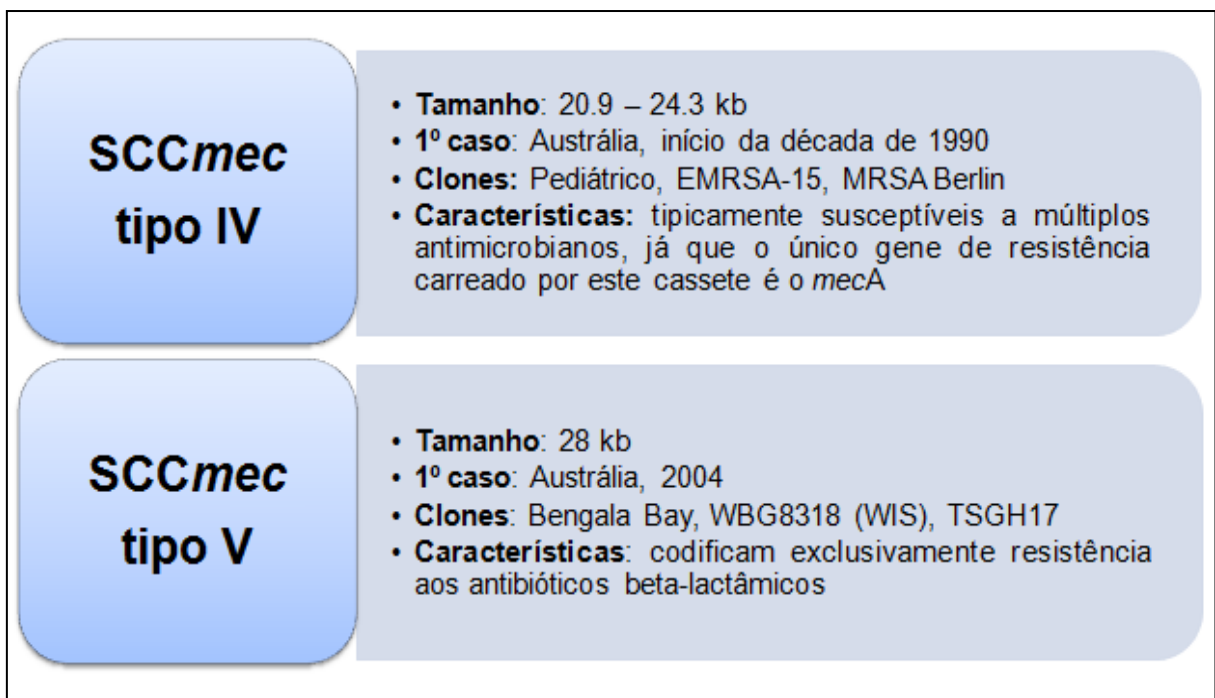 SCCmec
tipo IV
• Tamanho: 20.9 – 24.3 kb
• 1º caso: Austrália, início da década de 1990
• Clones: Pediátrico, EMRSA-15, MRSA Berlin
• Características: tipicamente susceptíveis a múltiplos
antimicrobianos, já que o único gene de resistência
carreado por este cassete é o mecA
SCCmec
tipo V
• Tamanho: 28 kb
• 1º caso: Austrália, 2004
• Clones: Bengala Bay, WBG8318 (WIS), TSGH17
• Características: codificam exclusivamente resistência
aos antibióticos beta-lactâmicos